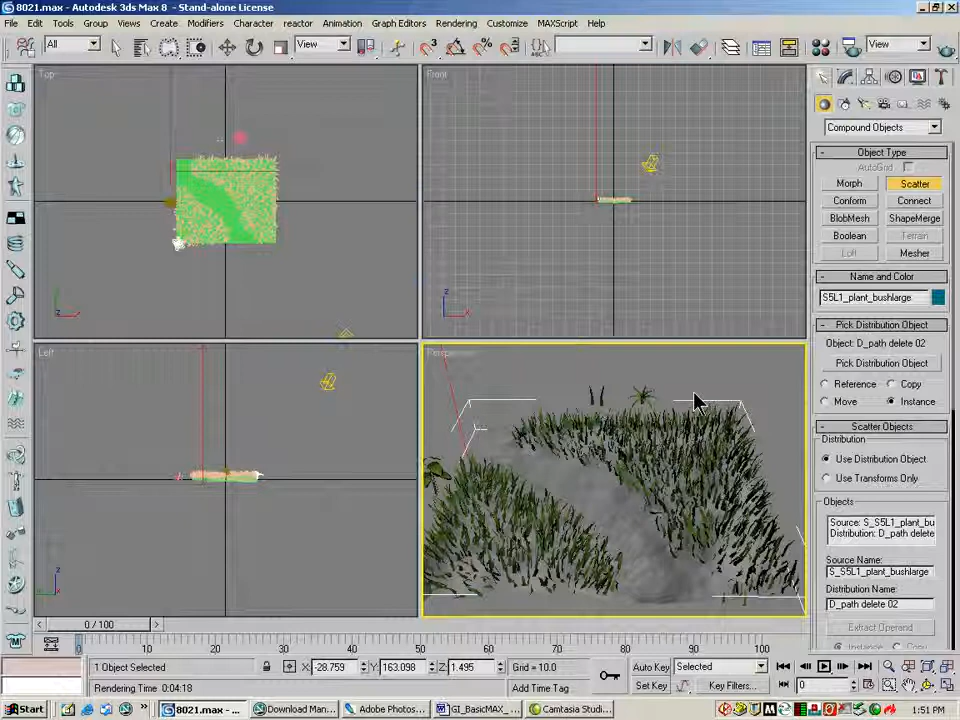 8021.max - Autodesk 3ds Max 8 - Stand-alone License
File Edit Tools Group Views Create Modifiers Character reactor Animation Graph Editors Rendering Customize MAXScript Help
All View View
Top Front
Left
Compound Objects
Object Type
AutoGrid
Morph Scatter
Conform Connect
BlobMesh ShapeMerge
Boolean Terrain
Loft Mesher
Name and Color
S5L1_plant_bushlarge
Pick Distribution Object
Object: D_path delete 02
Pick Distribution Object
Reference Copy
Move Instance
Scatter Objects
Distribution
Use Distribution Object
Use Transforms Only
Objects
Source: S_S5L1_plant_bu
Distribution: D_path delete
Source Name:
S_S5L1_plant_bushlarge
Distribution Name:
D_path delete 02
Extract Operand
Instance Copy
0 / 100
10 20 30 40 50 60 70 80 90 100
1 Object Selected X: -28.759 Y: 163.098 Z: 1.495 Grid = 10.0 Auto Key Selected
Rendering Time 0:04:18 Add Time Tag Set Key Key Filters... 0
Start 8021.max - ... Download Man... Adobe Photos... GI_BasicMAX_... Camtasia Studi... 1:51 PM